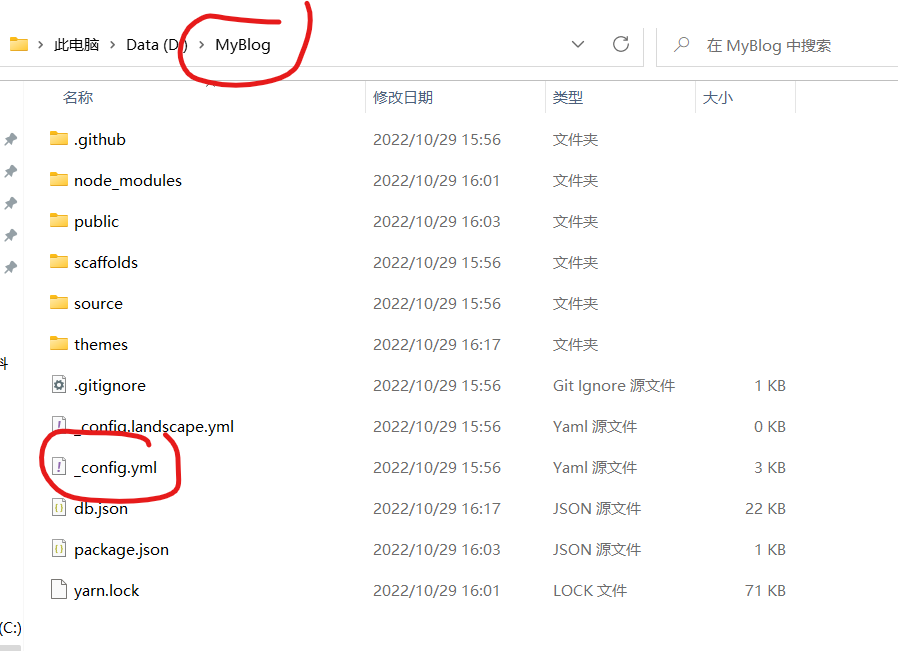 此电脑 > Data (D:) > MyBlog 在 MyBlog 中搜索
名称 修改日期 类型 大小
.github 2022/10/29 15:56 文件夹
node_modules 2022/10/29 16:01 文件夹
public 2022/10/29 16:03 文件夹
scaffolds 2022/10/29 15:56 文件夹
source 2022/10/29 15:56 文件夹
料
themes 2022/10/29 16:17 文件夹
.gitignore 2022/10/29 15:56 Git Ignore 源文件 1 KB
_config.landscape.yml 2022/10/29 15:56 Yaml 源文件 0 KB
_config.yml 2022/10/29 15:56 Yaml 源文件 3 KB
db.json 2022/10/29 16:17 JSON 源文件 22 KB
package.json 2022/10/29 16:03 JSON 源文件 1 KB
yarn.lock 2022/10/29 16:01 LOCK 文件 71 KB
(C:)